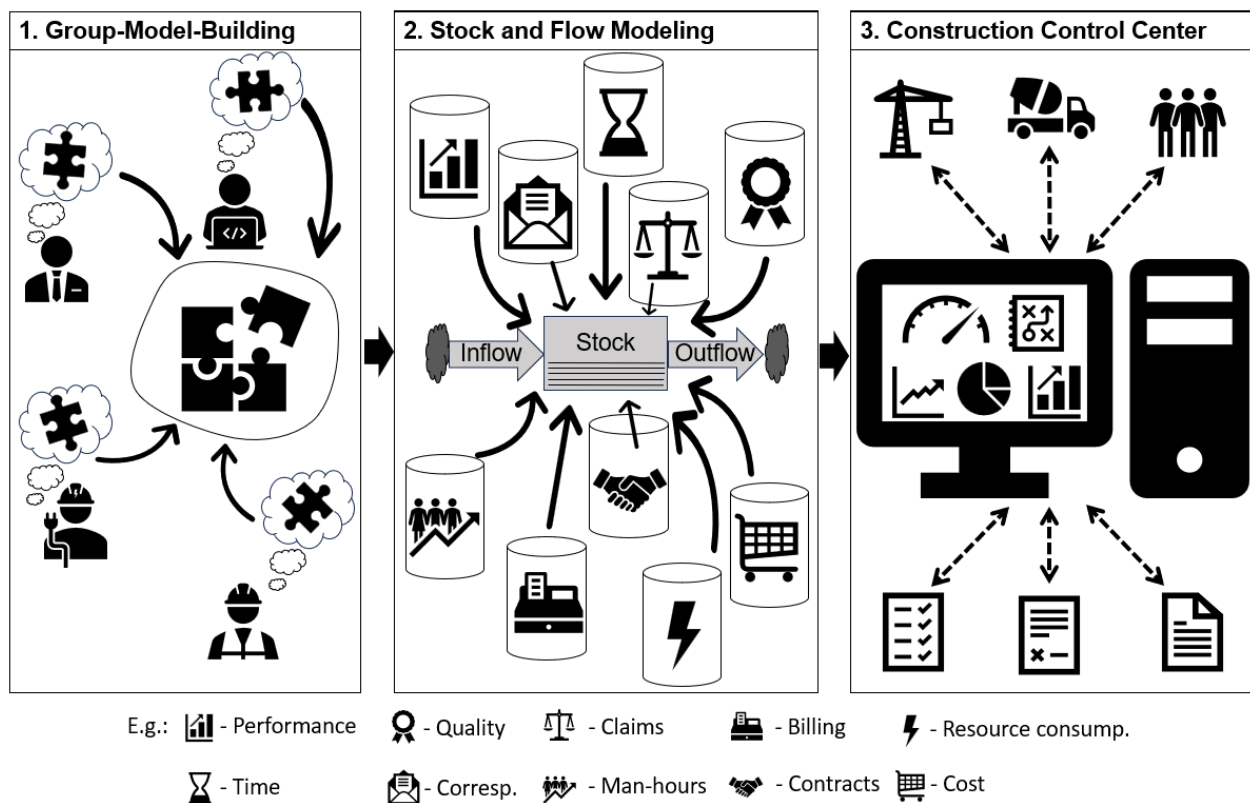 1. Group-Model-Building
2. Stock and Flow Modeling
3. Construction Control Center
</>
Inflow
Stock
Outflow
E.g.: - Performance - Quality - Claims - Billing - Resource consump.
- Time - Corresp. - Man-hours - Contracts - Cost